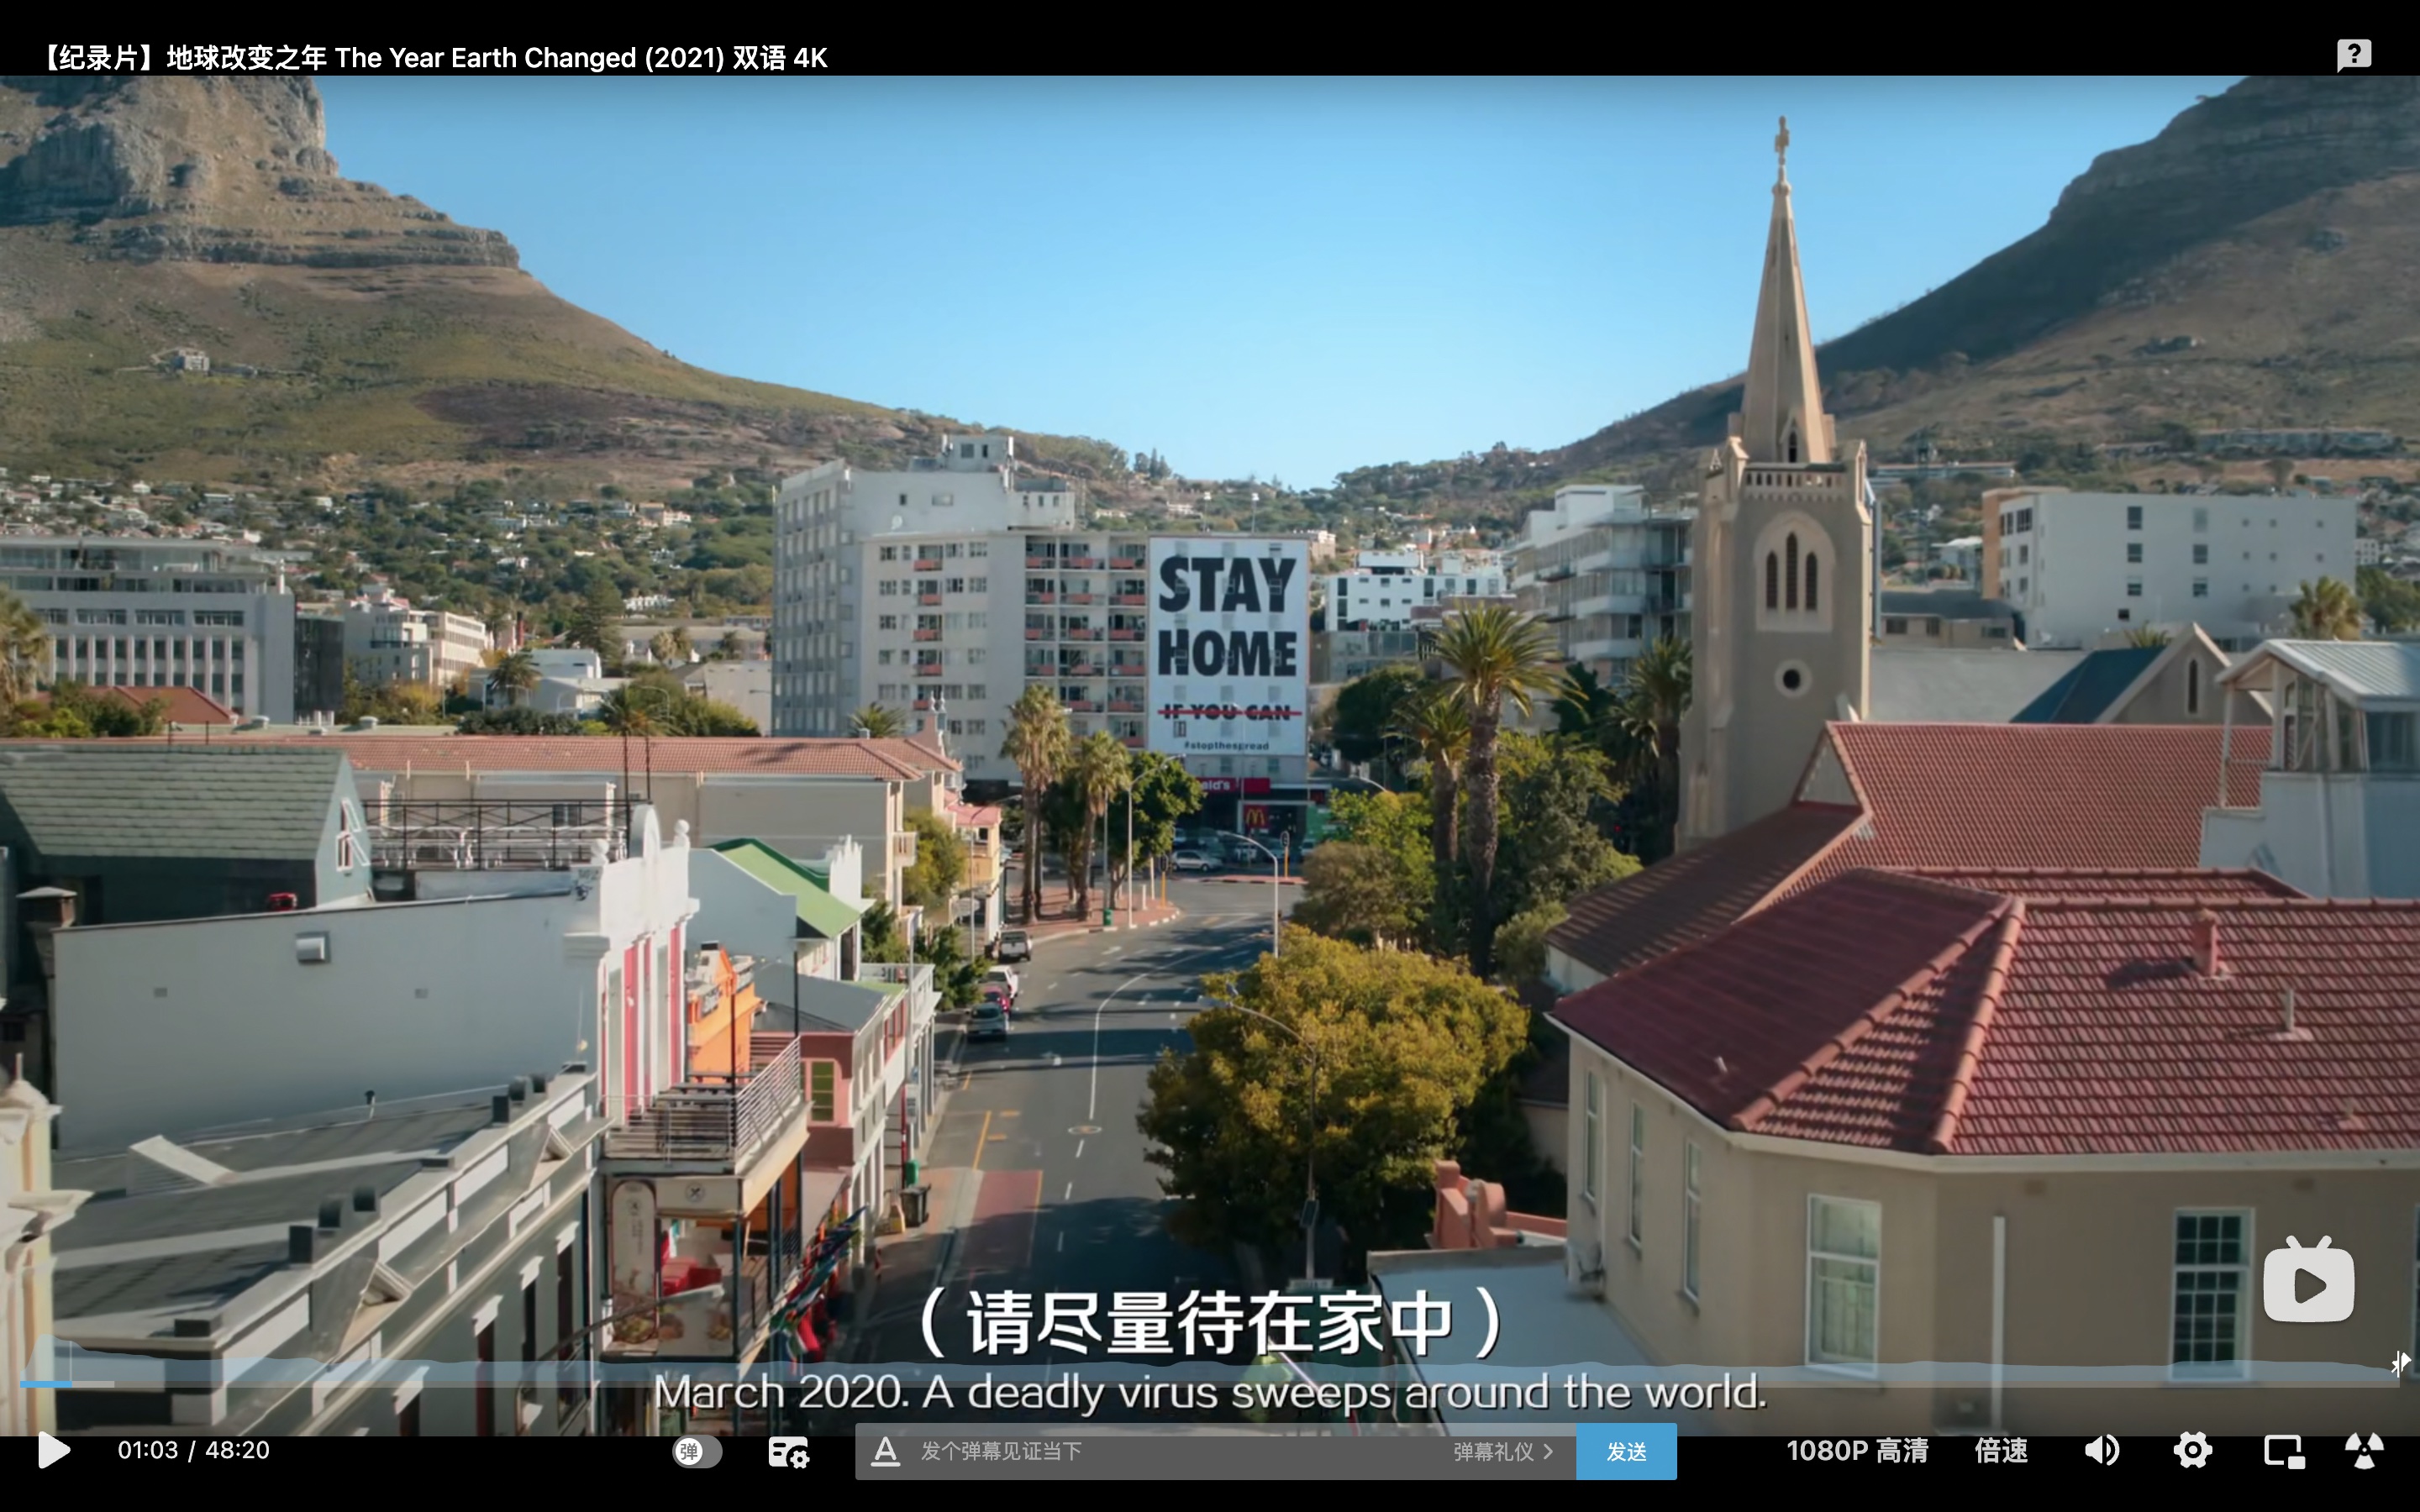 【纪录片】地球改变之年 The Year Earth Changed (2021) 双语 4K
STAY
HOME
IF YOU CAN
#stopthespread
（请尽量待在家中）
March 2020. A deadly virus sweeps around the world.
01:03 / 48:20
弹
发个弹幕见证当下
弹幕礼仪 >
发送
1080P 高清
倍速